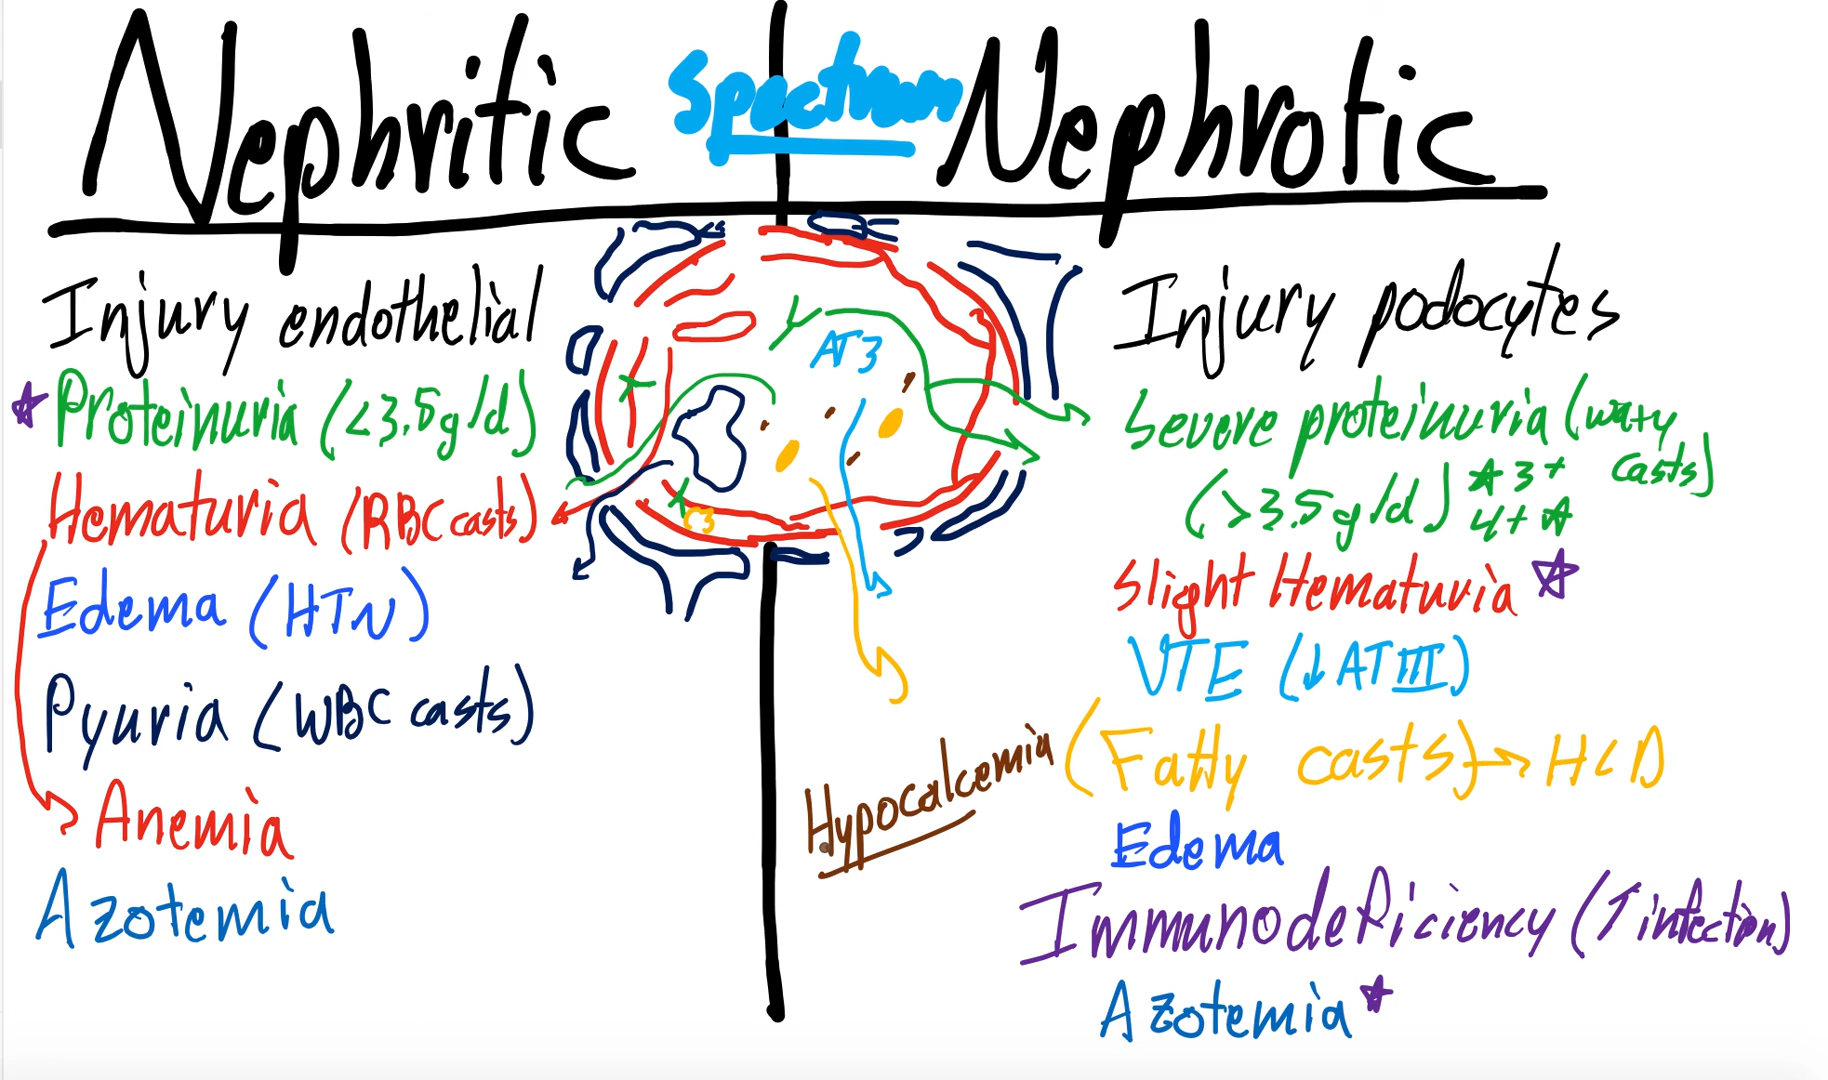 Nephritic
Spectrum
Nephrotic
Injury endothelial
Proteinuria (<3.5g/d)
Hematuria (RBC casts)
Edema (HTN)
Pyuria (WBC casts)
Anemia
Azotemia
AT3
C3
Injury podocytes
Severe proteinuria (waxy
casts)
(>3.5g/d) 3+
4+
Slight Hematuria
VTE (↓ATIII)
Hypocalcemia
(Fatty casts) → HLD
Edema
Immunodeficiency (↑ infection)
Azotemia